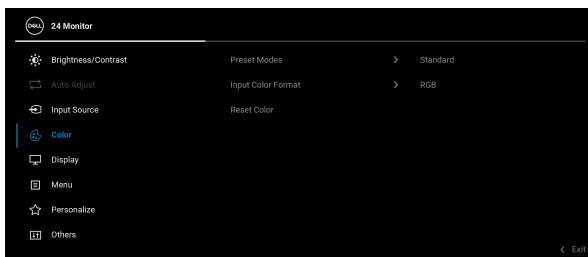 DELL 24 Monitor
Brightness/Contrast Preset Modes > Standard
Auto Adjust Input Color Format > RGB
Input Source Reset Color
Color
Display
Menu
Personalize
Others
< Exit